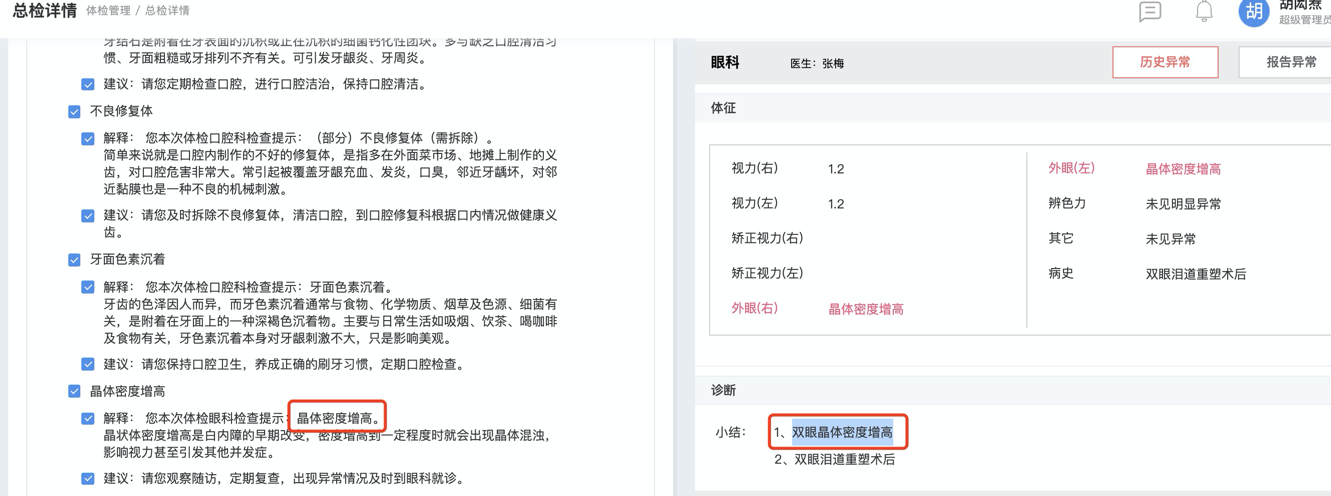 总检详情 体检管理 / 总检详情
胡
超级管理员
牙结石是附着在牙表面的沉积或正在沉积的细菌钙化性团块。多与缺乏口腔清洁习
惯、牙面粗糙或牙排列不齐有关。可引发牙龈炎、牙周炎。
建议：请您定期检查口腔，进行口腔洁治，保持口腔清洁。
不良修复体
解释： 您本次体检口腔科检查提示：（部分）不良修复体（需拆除）。
简单来说就是口腔内制作的不好的修复体，是指多在外面菜市场、地摊上制作的义
齿，对口腔危害非常大。常引起被覆盖牙龈充血、发炎，口臭，邻近牙龋坏，对邻
近黏膜也是一种不良的机械刺激。
建议：请您及时拆除不良修复体，清洁口腔，到口腔修复科根据口内情况做健康义
齿。
牙面色素沉着
解释： 您本次体检口腔科检查提示：牙面色素沉着。
牙齿的色泽因人而异，而牙色素沉着通常与食物、化学物质、烟草及色源、细菌有
关，是附着在牙面上的一种深褐色沉着物。主要与日常生活如吸烟、饮茶、喝咖啡
及食物有关，牙色素沉着本身对牙龈刺激不大，只是影响美观。
建议：请您保持口腔卫生，养成正确的刷牙习惯，定期口腔检查。
晶体密度增高
解释： 您本次体检眼科检查提示：晶体密度增高。
晶状体密度增高是白内障的早期改变，密度增高到一定程度时就会出现晶体混浊，
影响视力甚至引发其他并发症。
建议：请您观察随访，定期复查，出现异常情况及时到眼科就诊。
眼科 医生：张梅 历史异常 报告异常
体征
视力(右) 1.2
视力(左) 1.2
矫正视力(右)
矫正视力(左)
外眼(右) 晶体密度增高
外眼(左) 晶体密度增高
辨色力 未见明显异常
其它 未见异常
病史 双眼泪道重塑术后
诊断
小结： 1、双眼晶体密度增高
2、双眼泪道重塑术后